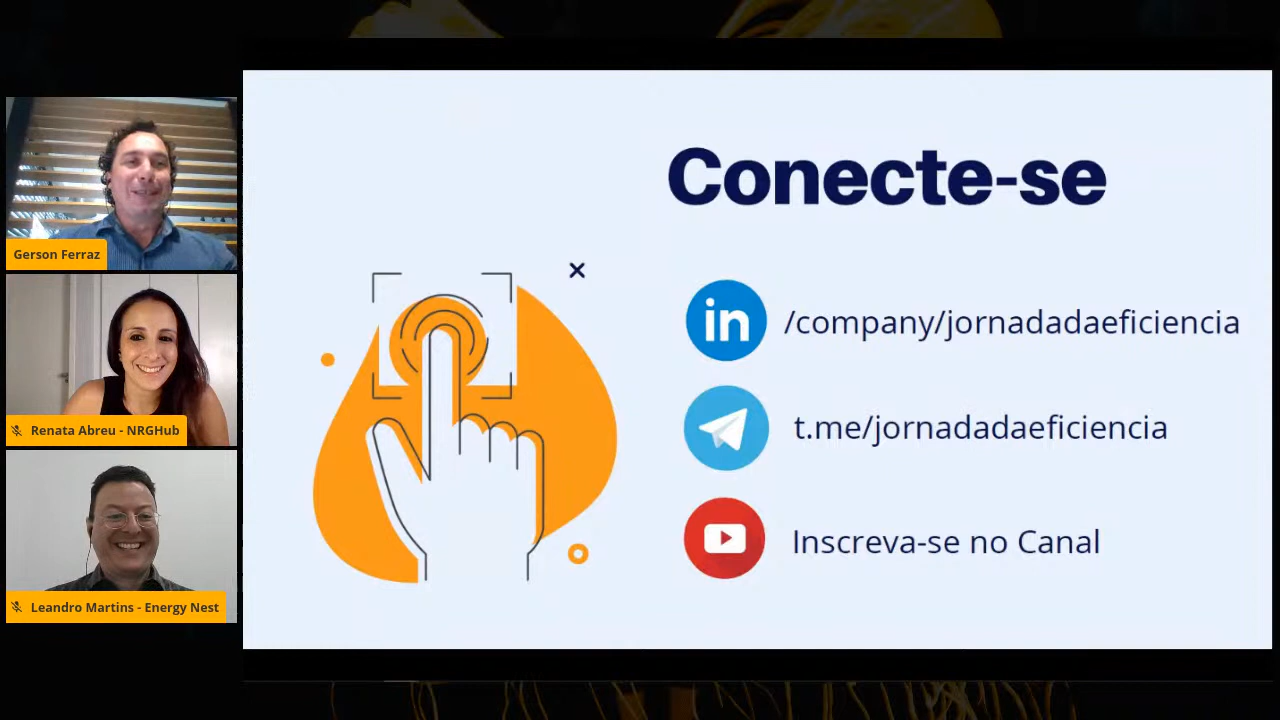 Conecte-se
in /company/jornadadaeficiencia
t.me/jornadadaeficiencia
Inscreva-se no Canal
Gerson Ferraz
Renata Abreu - NRGHub
Leandro Martins - Energy Nest